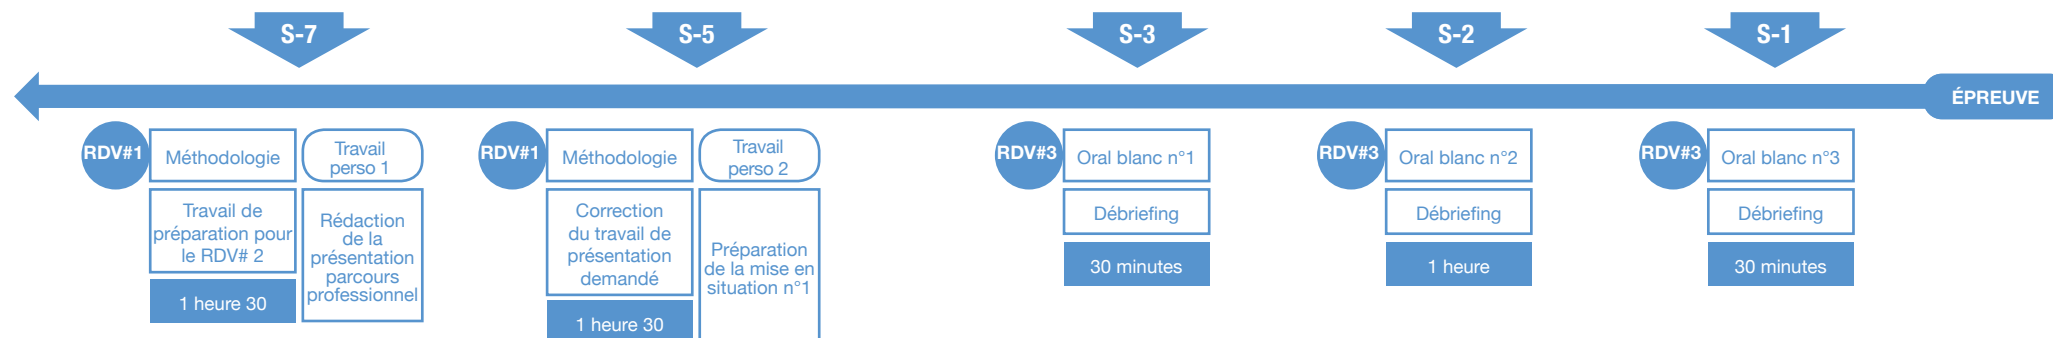 S-7
S-5
S-3
S-2
S-1
ÉPREUVE
RDV#1
Méthodologie
Travail
perso 1
Travail de
préparation pour
le RDV# 2
1 heure 30
Rédaction
de la
présentation
parcours
professionnel
RDV#1
Méthodologie
Travail
perso 2
Correction
du travail de
présentation
demandé
1 heure 30
Préparation
de la mise en
situation n°1
RDV#3
Oral blanc n°1
Débriefing
30 minutes
RDV#3
Oral blanc n°2
Débriefing
1 heure
RDV#3
Oral blanc n°3
Débriefing
30 minutes